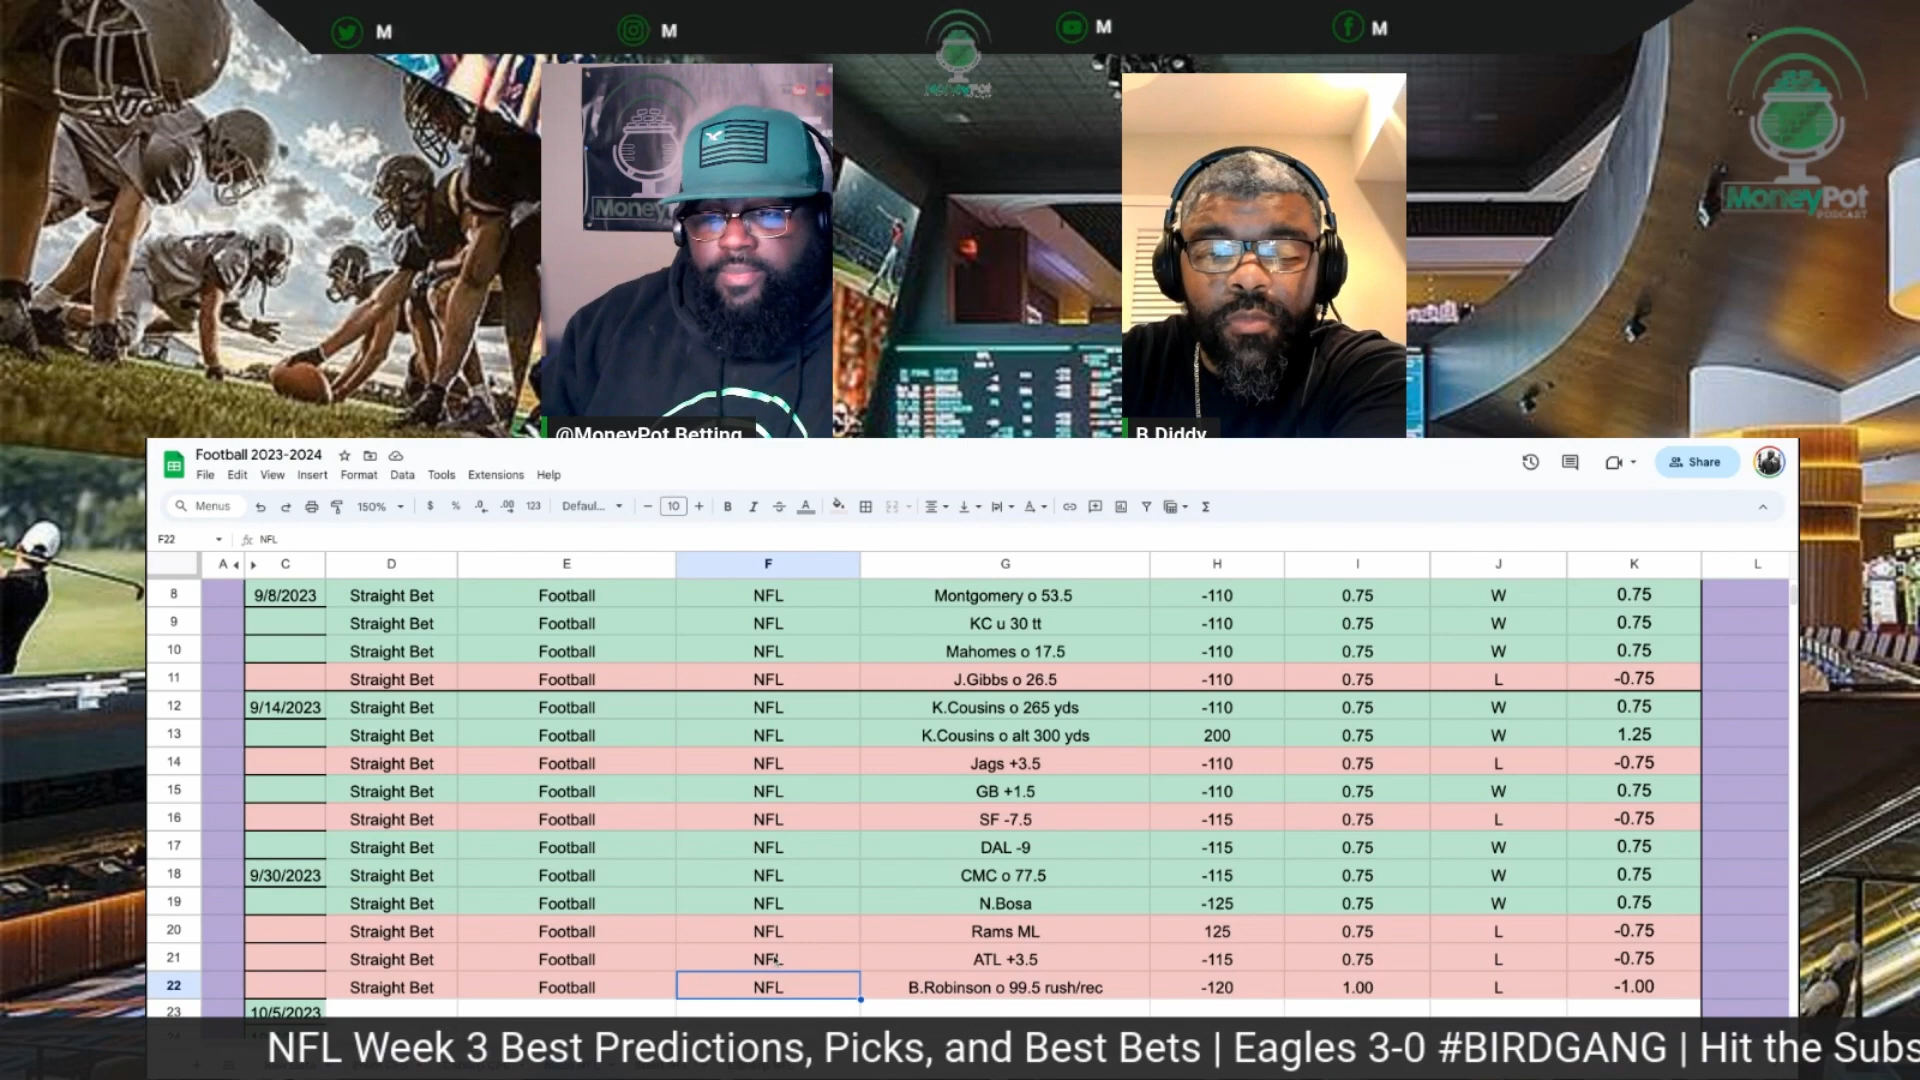 M M M M
MoneyPot
MoneyPot
PODCAST
Money
@MoneyPot Betting
B Diddy
Football 2023-2024
File Edit View Insert Format Data Tools Extensions Help
Share
Menus 150% $ % .0 .00 123 Defaul... 10 B I A Σ
F22 fx NFL
A C D E F G H I J K L
8 9/8/2023 Straight Bet Football NFL Montgomery o 53.5 -110 0.75 W 0.75
9 Straight Bet Football NFL KC u 30 tt -110 0.75 W 0.75
10 Straight Bet Football NFL Mahomes o 17.5 -110 0.75 W 0.75
11 Straight Bet Football NFL J.Gibbs o 26.5 -110 0.75 L -0.75
12 9/14/2023 Straight Bet Football NFL K.Cousins o 265 yds -110 0.75 W 0.75
13 Straight Bet Football NFL K.Cousins o alt 300 yds 200 0.75 W 1.25
14 Straight Bet Football NFL Jags +3.5 -110 0.75 L -0.75
15 Straight Bet Football NFL GB +1.5 -110 0.75 W 0.75
16 Straight Bet Football NFL SF -7.5 -115 0.75 L -0.75
17 Straight Bet Football NFL DAL -9 -115 0.75 W 0.75
18 9/30/2023 Straight Bet Football NFL CMC o 77.5 -115 0.75 W 0.75
19 Straight Bet Football NFL N.Bosa -125 0.75 W 0.75
20 Straight Bet Football NFL Rams ML 125 0.75 L -0.75
21 Straight Bet Football NFL ATL +3.5 -115 0.75 L -0.75
22 Straight Bet Football NFL B.Robinson o 99.5 rush/rec -120 1.00 L -1.00
23 10/5/2023
NFL Week 3 Best Predictions, Picks, and Best Bets | Eagles 3-0 #BIRDGANG | Hit the Subs